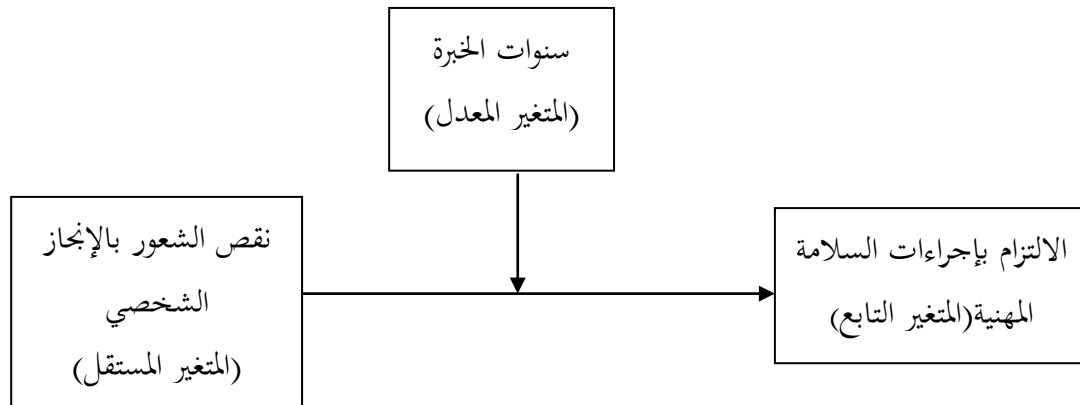 سنوات الخبرة
(المتغير المعدل)
نقص الشعور بالإنجاز
الشخصي
(المتغير المستقل)
الالتزام بإجراءات السلامة
المهنية(المتغير التابع)